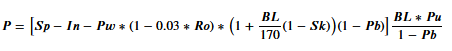 P = [Sp − In − Pw ∗ (1 − 0.03 ∗ Ro) ∗ (1 + BL/170 (1 − Sk))(1 − Pb)] BL ∗ Pu / 1 − Pb